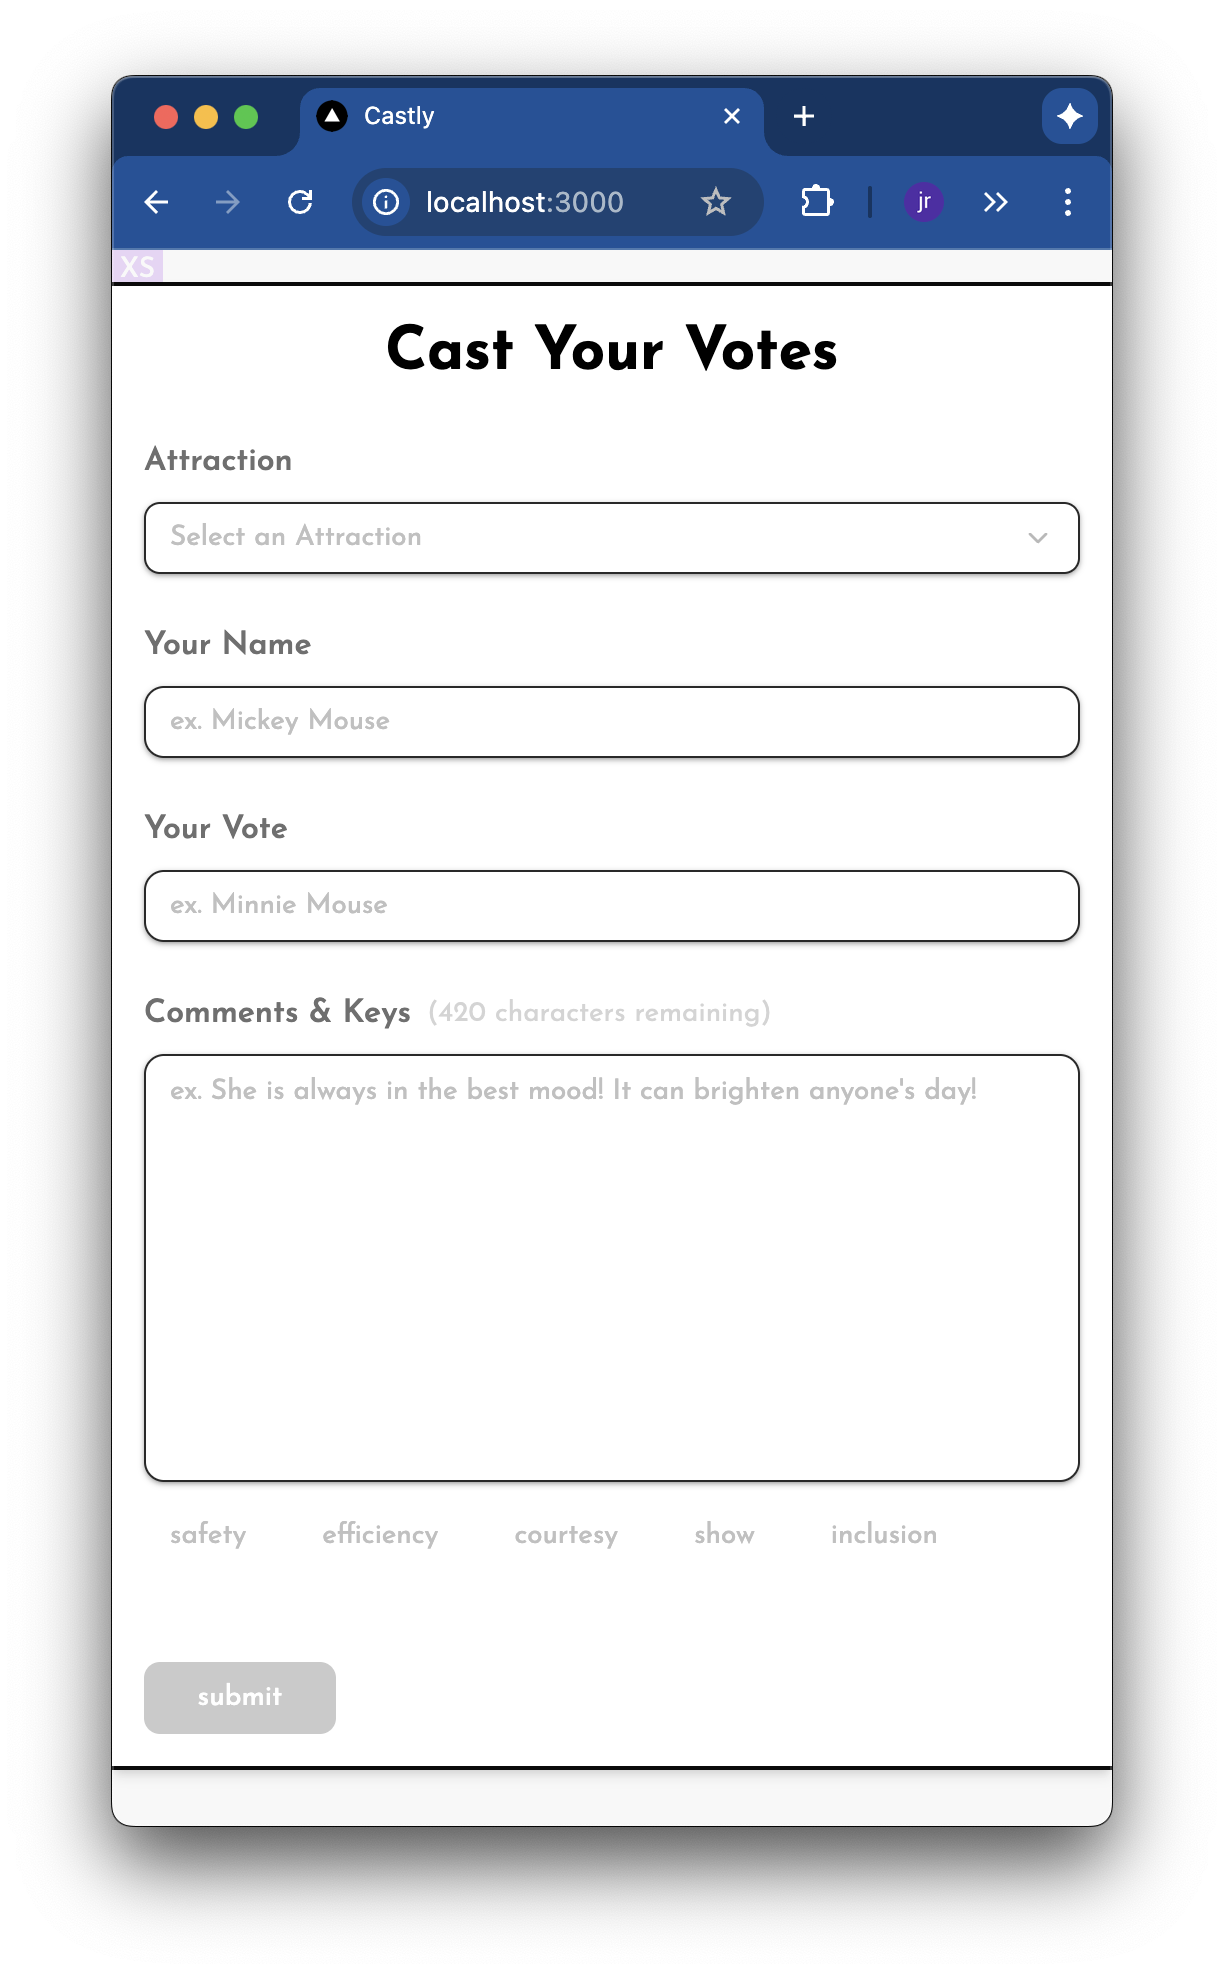 Castly
localhost:3000
jr
XS
Cast Your Votes
Attraction
Select an Attraction
Your Name
ex. Mickey Mouse
Your Vote
ex. Minnie Mouse
Comments & Keys (420 characters remaining)
ex. She is always in the best mood! It can brighten anyone's day!
safety efficiency courtesy show inclusion
submit